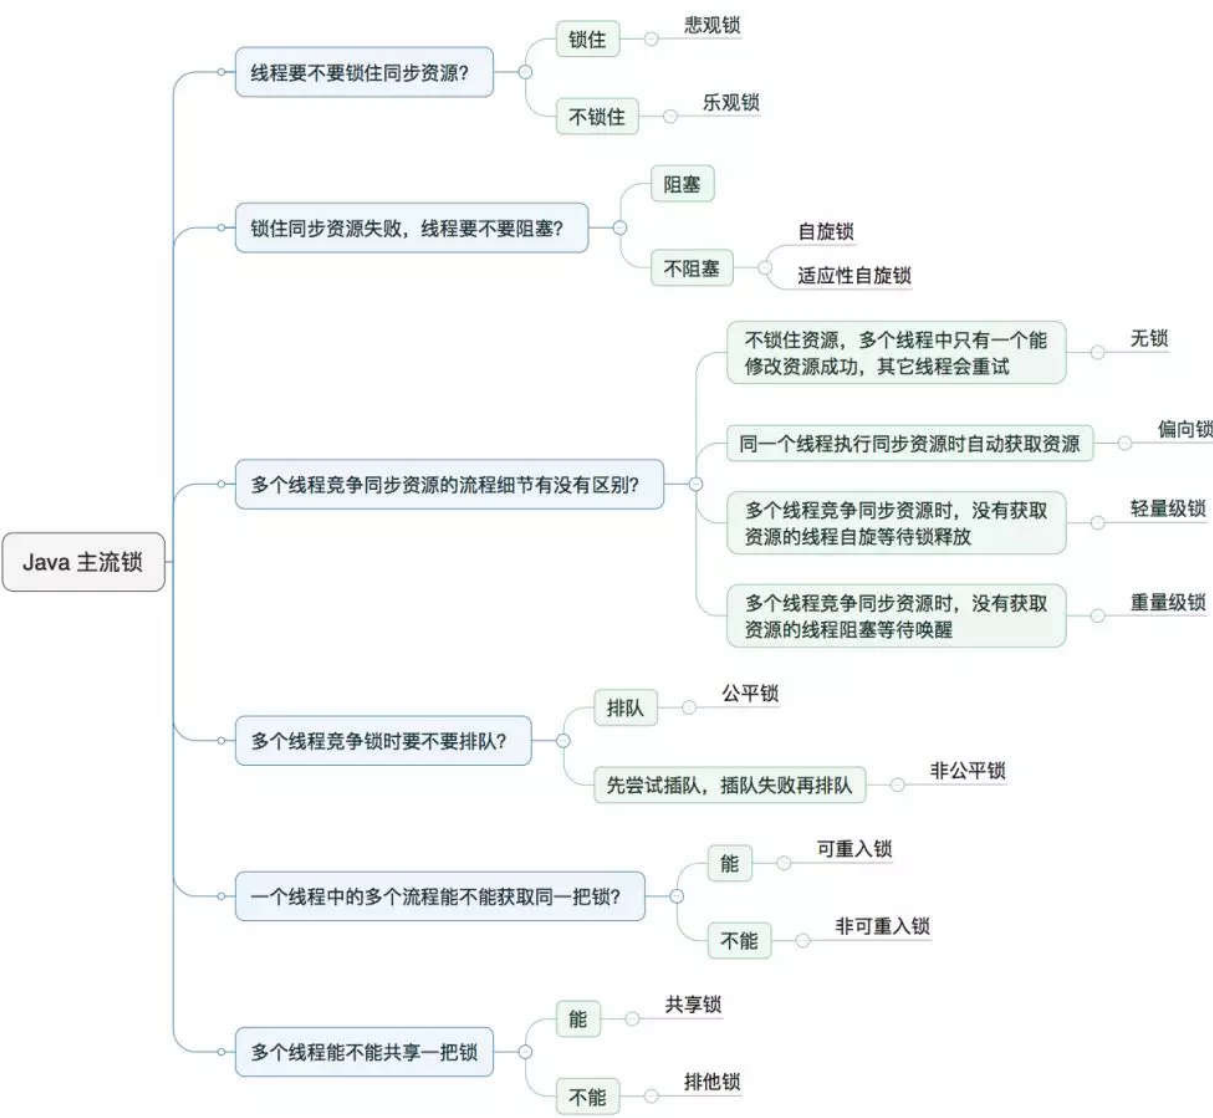 Java 主流锁
线程要不要锁住同步资源？
锁住
悲观锁
不锁住
乐观锁
锁住同步资源失败，线程要不要阻塞？
阻塞
不阻塞
自旋锁
适应性自旋锁
多个线程竞争同步资源的流程细节有没有区别？
不锁住资源，多个线程中只有一个能
修改资源成功，其它线程会重试
无锁
同一个线程执行同步资源时自动获取资源
偏向锁
多个线程竞争同步资源时，没有获取
资源的线程自旋等待锁释放
轻量级锁
多个线程竞争同步资源时，没有获取
资源的线程阻塞等待唤醒
重量级锁
多个线程竞争锁时要不要排队？
排队
公平锁
先尝试插队，插队失败再排队
非公平锁
一个线程中的多个流程能不能获取同一把锁？
能
可重入锁
不能
非可重入锁
多个线程能不能共享一把锁
能
共享锁
不能
排他锁